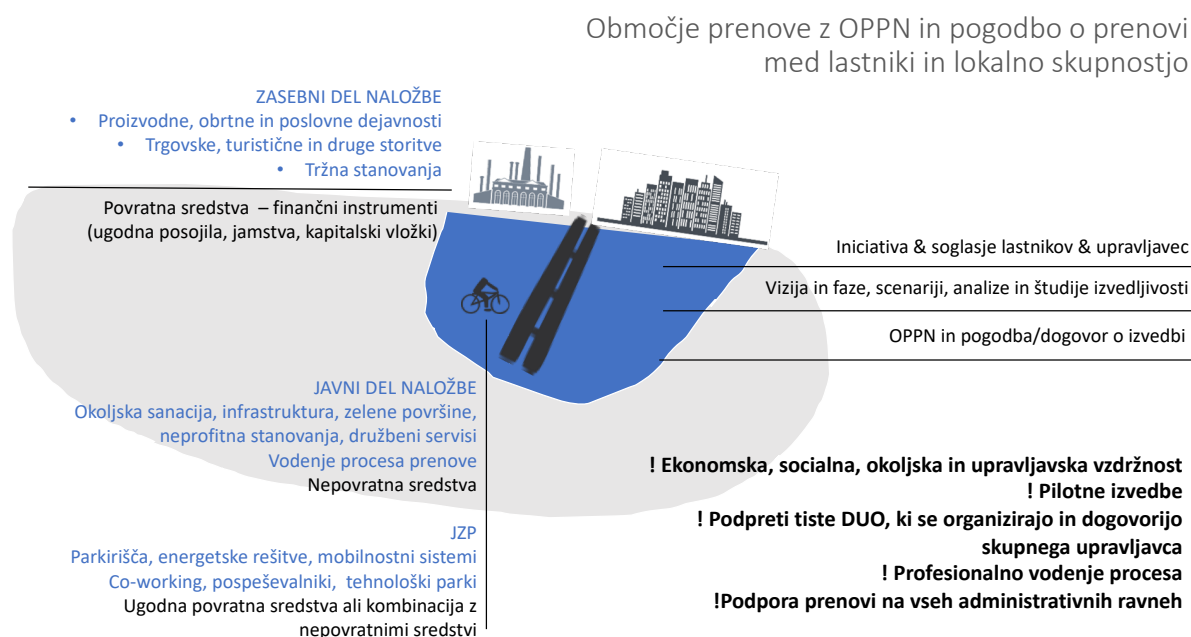 Območje prenove z OPPN in pogodbo o prenovi
med lastniki in lokalno skupnostjo
ZASEBNI DEL NALOŽBE
• Proizvodne, obrtne in poslovne dejavnosti
• Trgovske, turistične in druge storitve
• Tržna stanovanja
Povratna sredstva – finančni instrumenti
(ugodna posojila, jamstva, kapitalski vložki)
Iniciativa & soglasje lastnikov & upravljavec
Vizija in faze, scenariji, analize in študije izvedljivosti
OPPN in pogodba/dogovor o izvedbi
JAVNI DEL NALOŽBE
Okoljska sanacija, infrastruktura, zelene površine,
neprofitna stanovanja, družbeni servisi
Vodenje procesa prenove
Nepovratna sredstva
JZP
Parkirišča, energetske rešitve, mobilnostni sistemi
Co-working, pospeševalniki, tehnološki parki
Ugodna povratna sredstva ali kombinacija z
nepovratnimi sredstvi
! Ekonomska, socialna, okoljska in upravljavska vzdržnost
! Pilotne izvedbe
! Podpreti tiste DUO, ki se organizirajo in dogovorijo
skupnega upravljavca
! Profesionalno vodenje procesa
!Podpora prenovi na vseh administrativnih ravneh